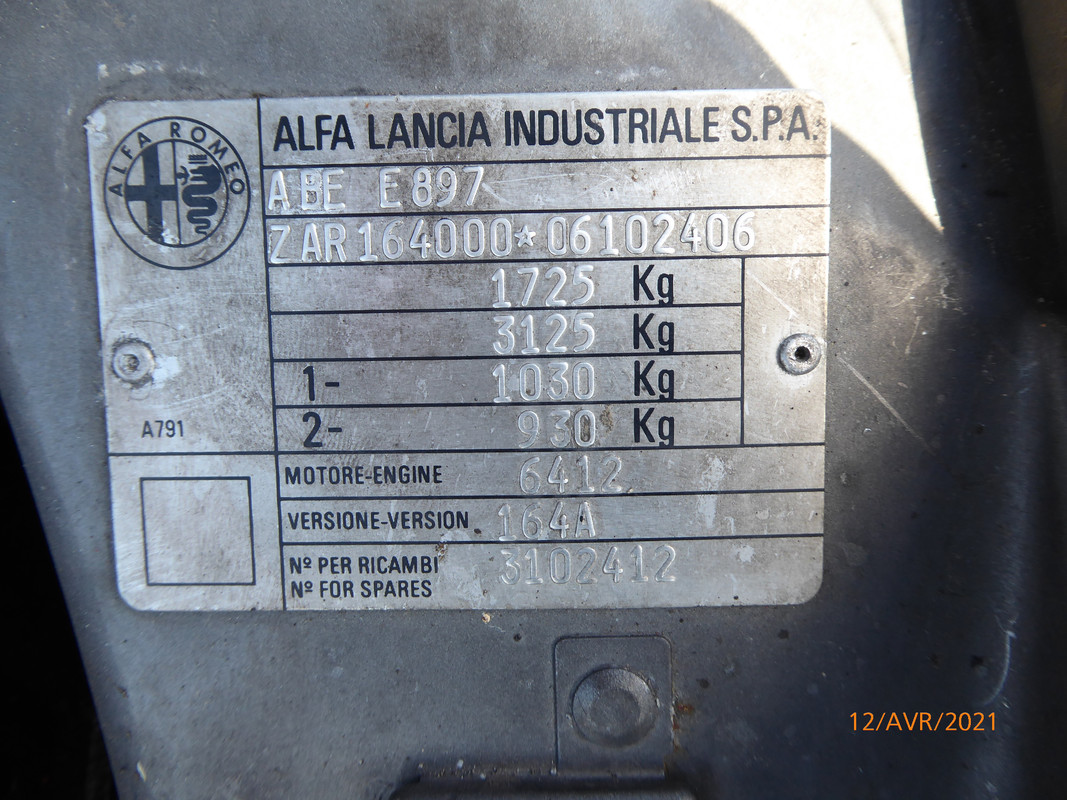 ALFA ROMEO
ALFA LANCIA INDUSTRIALE S.P.A.
ABE E897
ZAR164000*06102406
1725 Kg
3125 Kg
1- 1030 Kg
2- 930 Kg
A791
MOTORE-ENGINE 6412
VERSIONE-VERSION 164A
Nº PER RICAMBI 3102412
Nº FOR SPARES
12/AVR/2021